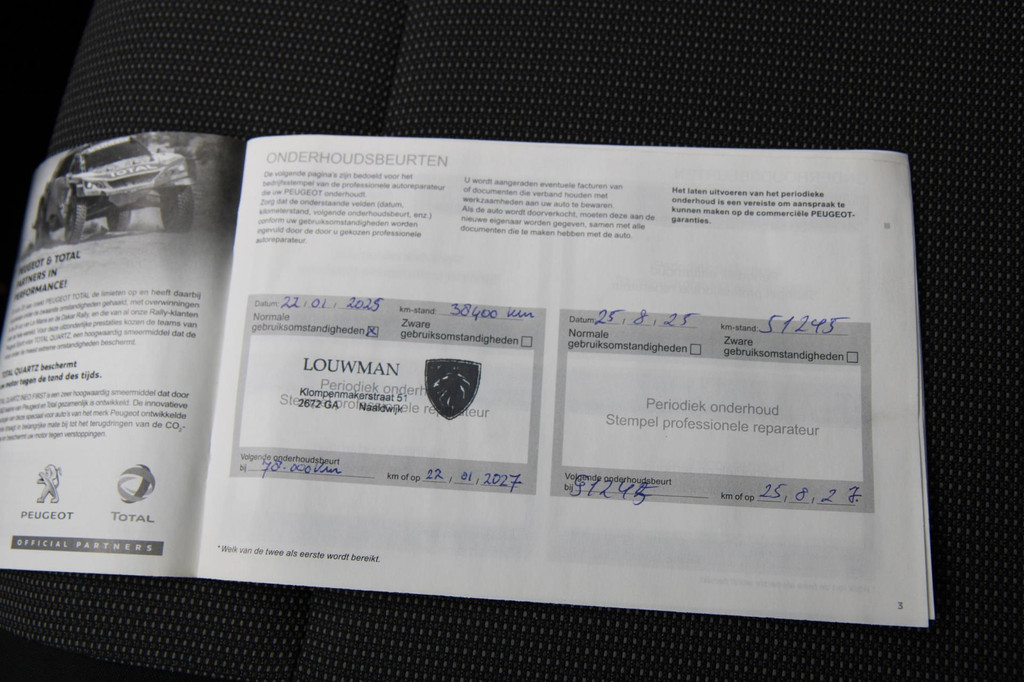 PEUGEOT & TOTAL
PARTNERS IN
PERFORMANCE!
TOTAL QUARTZ beschermt
uw motor tegen de tand des tijds.
PEUGEOT
TOTAL
OFFICIAL PARTNERS
ONDERHOUDSBEURTEN
De volgende pagina's zijn bedoeld voor het
bedrijfsstempel van de professionele autoreparateur
die uw PEUGEOT onderhoudt.
Zorg dat de onderstaande velden (datum,
kilometerstand, volgende onderhoudsbeurt, enz.)
conform uw gebruiksomstandigheden worden
ingevuld door de door u gekozen professionele
autoreparateur.
U wordt aangeraden eventuele facturen van
of documenten die verband houden met
werkzaamheden aan uw auto te bewaren.
Als de auto wordt doorverkocht, moeten deze aan de
nieuwe eigenaar worden gegeven, samen met alle
documenten die te maken hebben met de auto.
Het laten uitvoeren van het periodieke
onderhoud is een vereiste om aanspraak te
kunnen maken op de commerciële PEUGEOT-
garanties.
Datum: 22, 01, 2025 km-stand: 38400 km
Normale
gebruiksomstandigheden
Zware
gebruiksomstandigheden
LOUWMAN
Klompenmakerstraat 51
2672 GA Naaldwijk
Periodiek onderhoud
Stempel professionele reparateur
Volgende onderhoudsbeurt
bij 78.000 km km of op 22, 01, 2027
Datum: 25, 8, 25 km-stand: 51245
Normale
gebruiksomstandigheden
Zware
gebruiksomstandigheden
Periodiek onderhoud
Stempel professionele reparateur
Volgende onderhoudsbeurt
bij 91245 km of op 25, 8, 27
* Welk van de twee als eerste wordt bereikt.
3